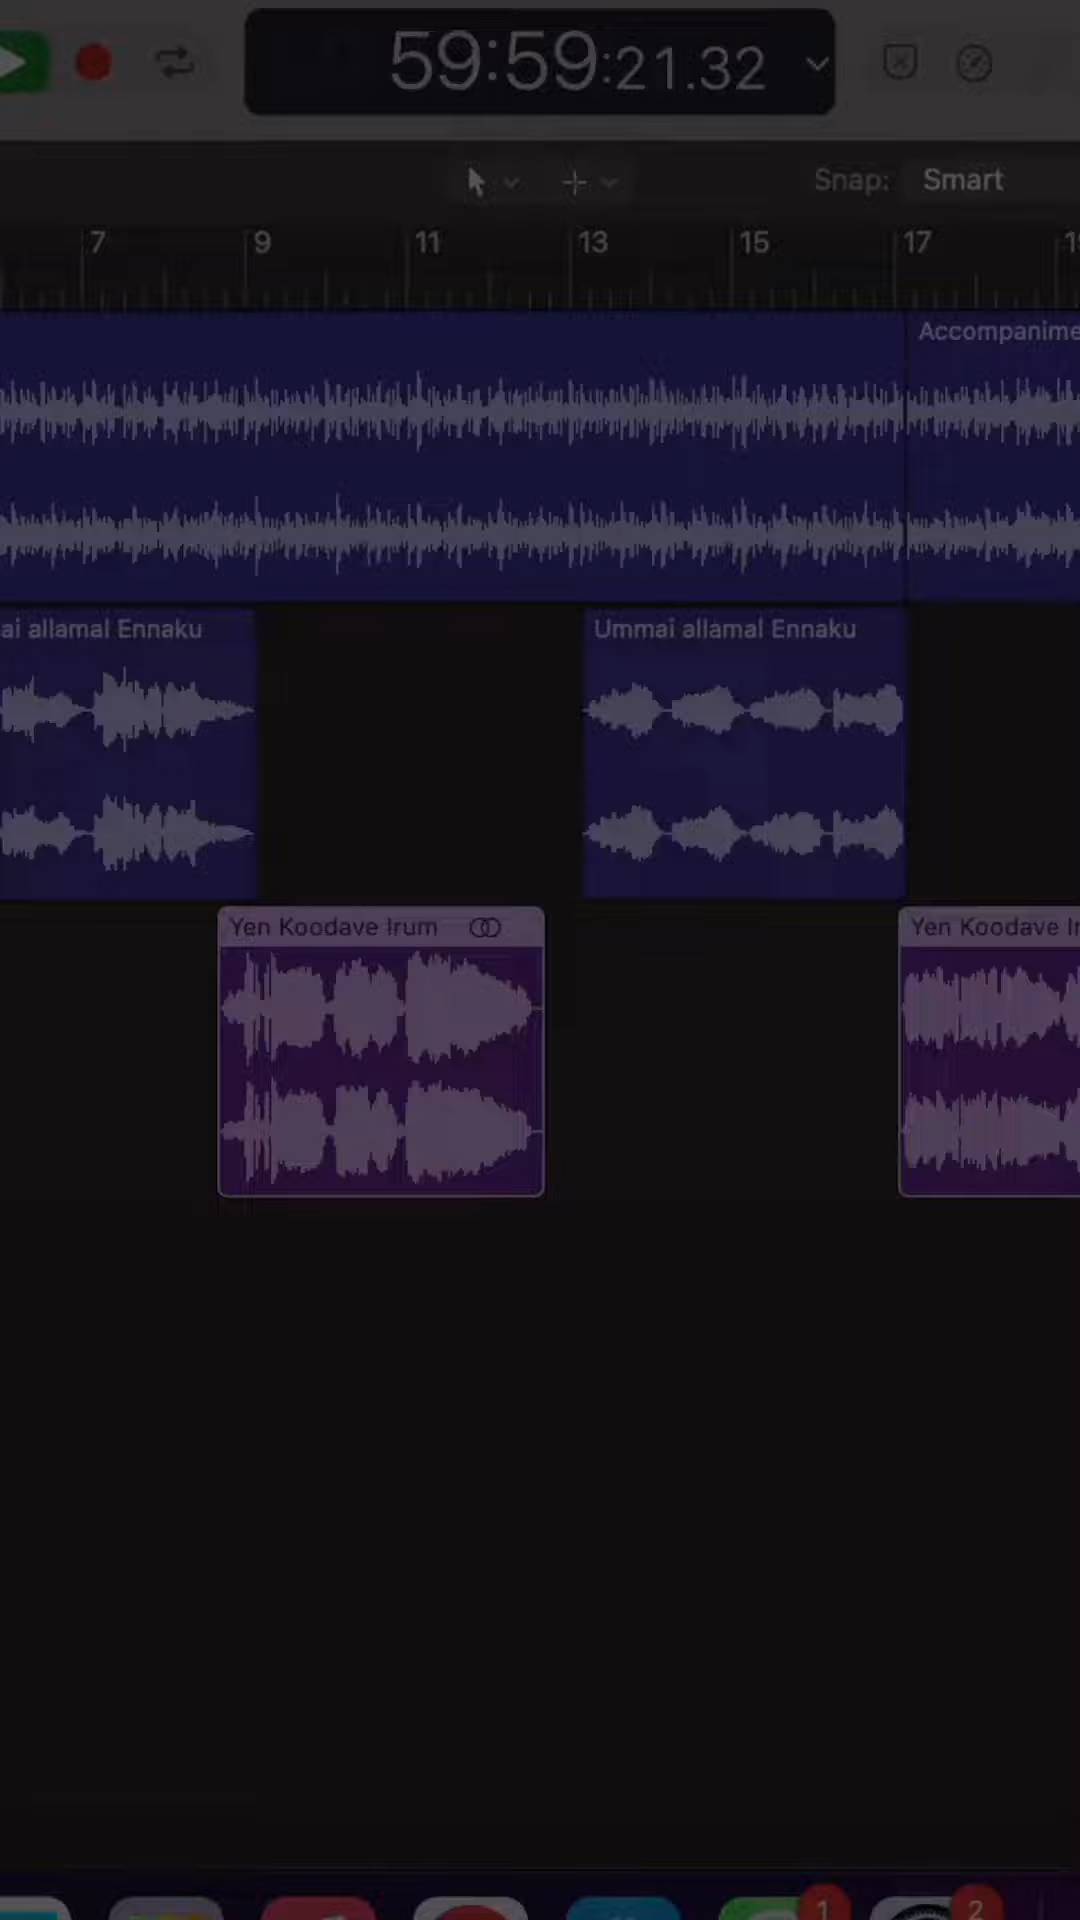 59:59:21.32
Snap: Smart
7 9 11 13 15 17
Accompanime
ai allamal Ennaku
Ummai allamal Ennaku
Yen Koodave Irum
Yen Koodave Ir
1
2